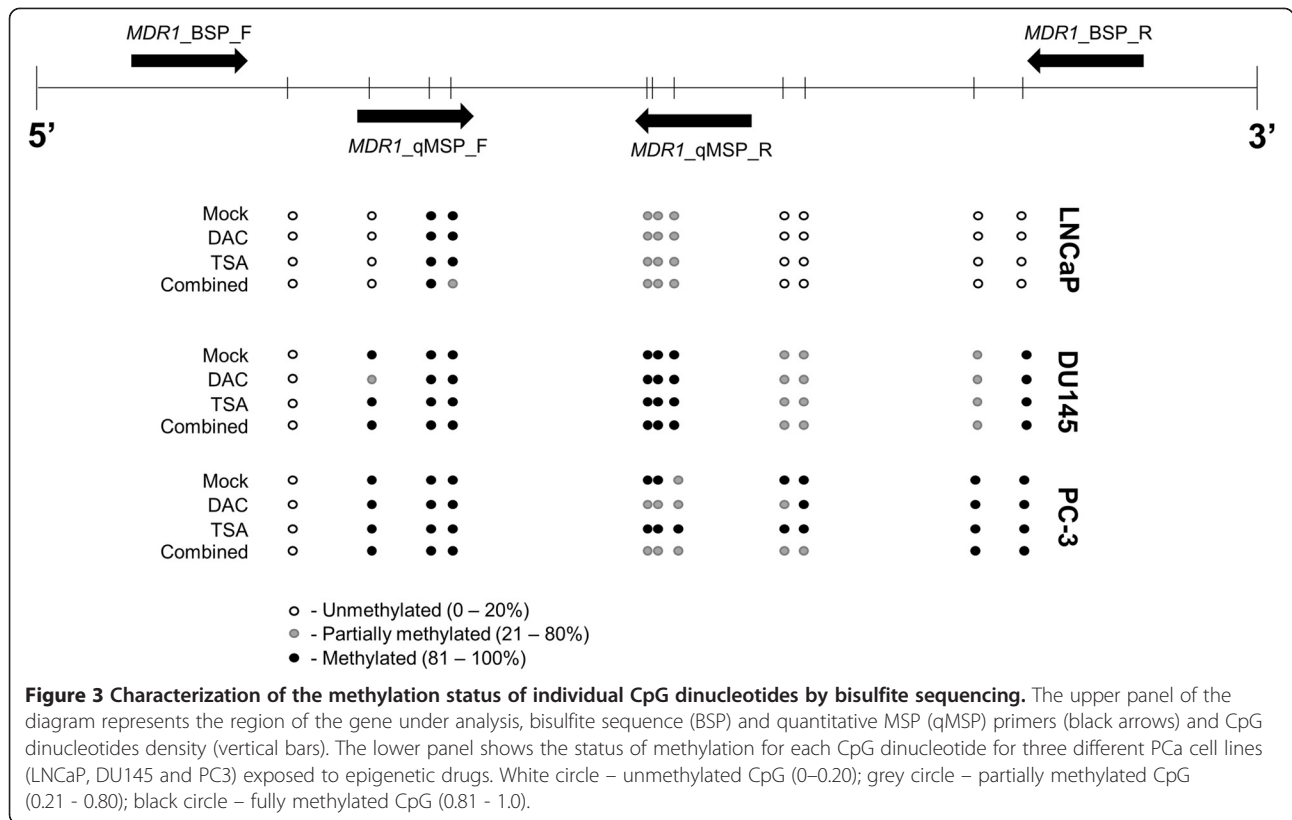 MDR1_BSP_F
MDR1_BSP_R
5’
3’
MDR1_qMSP_F
MDR1_qMSP_R
Mock
DAC
TSA
Combined
LNCaP
Mock
DAC
TSA
Combined
DU145
Mock
DAC
TSA
Combined
PC-3
- Unmethylated (0 – 20%)
- Partially methylated (21 – 80%)
- Methylated (81 – 100%)
Figure 3 Characterization of the methylation status of individual CpG dinucleotides by bisulfite sequencing. The upper panel of the
diagram represents the region of the gene under analysis, bisulfite sequence (BSP) and quantitative MSP (qMSP) primers (black arrows) and CpG
dinucleotides density (vertical bars). The lower panel shows the status of methylation for each CpG dinucleotide for three different PCa cell lines
(LNCaP, DU145 and PC3) exposed to epigenetic drugs. White circle – unmethylated CpG (0–0.20); grey circle – partially methylated CpG
(0.21 - 0.80); black circle – fully methylated CpG (0.81 - 1.0).